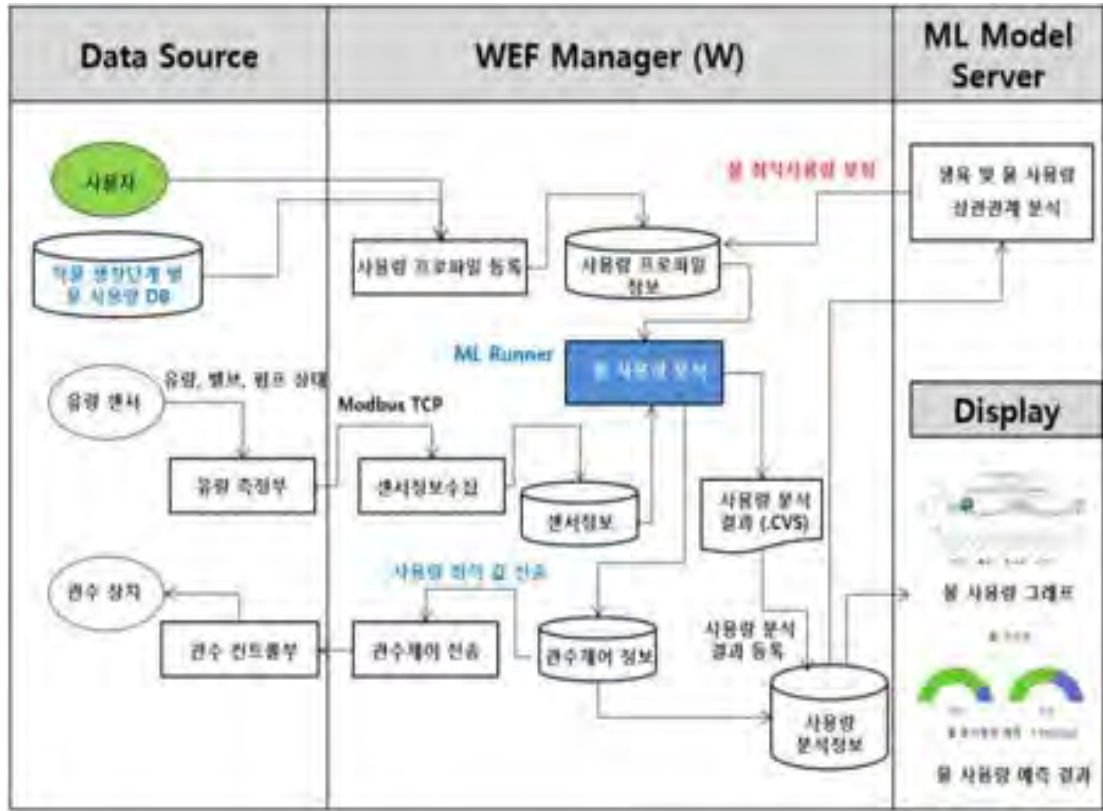 Data Source
WEF Manager (W)
ML Model
Server
사용자
작물 생장단계 별
물 사용량 DB
사용량 프로파일 등록
사용량 프로파일
정보
물 최적사용량 보정
생육 및 물 사용량
상관관계 분석
ML Runner
물 사용량 분석
유량 센서
유량, 밸브, 펌프 상태
Modbus TCP
유량 측정부
센서정보수집
센서정보
사용량 분석
결과 (.CVS)
Display
물 사용량 그래프
관수 장치
사용량 최적 값 전송
관수 컨트롤부
관수제어 전송
관수제어 정보
사용량 분석
결과 등록
사용량
분석정보
물 사용량 예측 결과